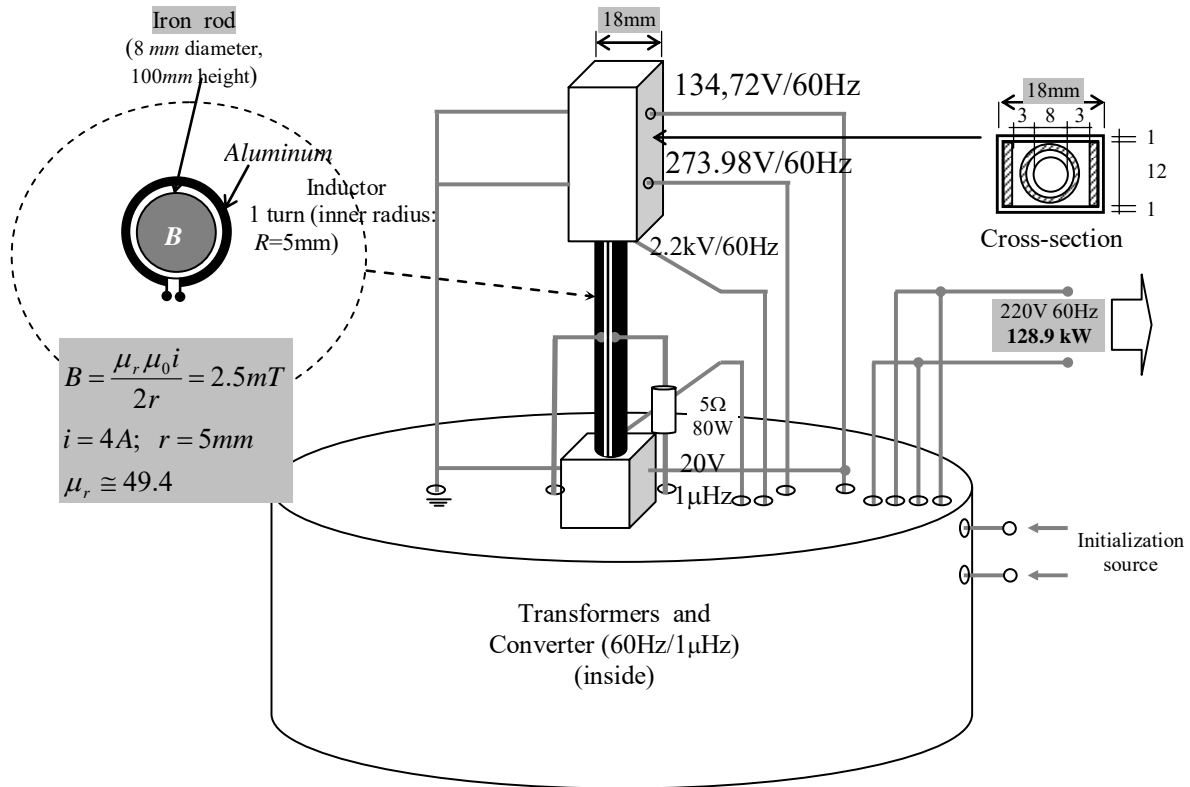 Iron rod
(8 mm diameter,
100mm height)
Aluminum
B
Inductor
1 turn (inner radius:
R=5mm)
B = μrμ0i / 2r = 2.5mT
i = 4A; r = 5mm
μr ≅ 49.4
18mm
134,72V/60Hz
273.98V/60Hz
2.2kV/60Hz
18mm
3 8 3
1
12
1
Cross-section
220V 60Hz
128.9 kW
5Ω
80W
20V
1μHz
Initialization
source
Transformers and
Converter (60Hz/1μHz)
(inside)